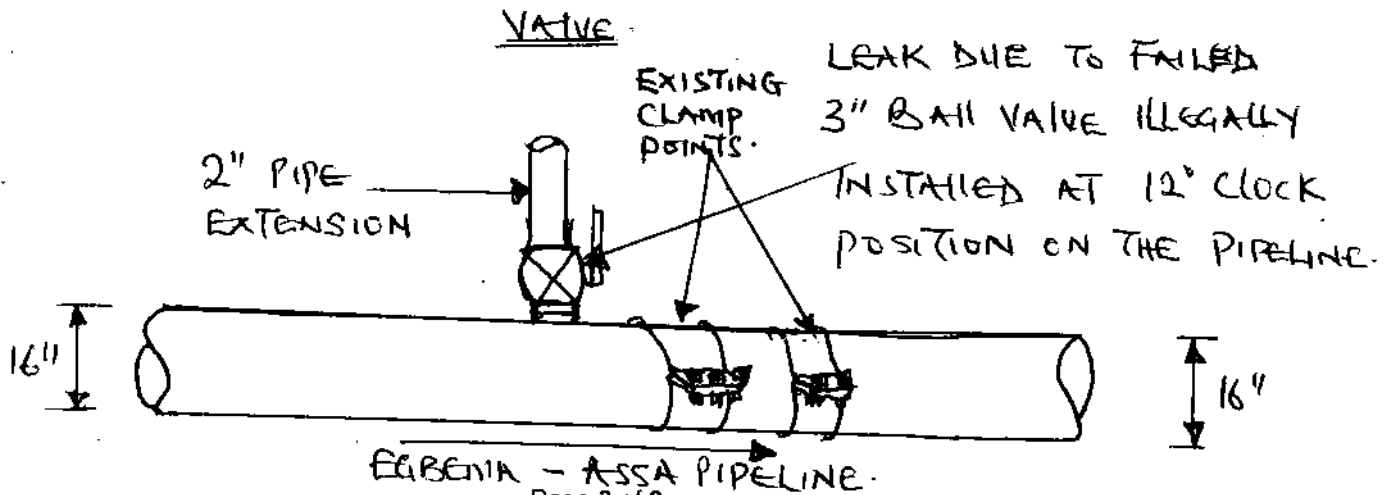 VALVE
EXISTING
CLAMP
POINTS.
LEAK DUE TO FAILED
3" BALL VALVE ILLEGALLY
INSTALLED AT 12° CLOCK
POSITION ON THE PIPELINE.
2" PIPE
EXTENSION
16"
16"
EGBEMA - ASSA PIPELINE.